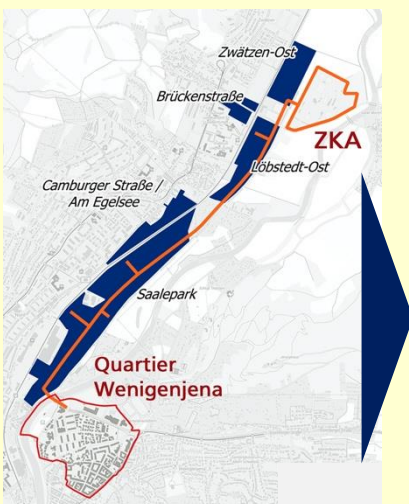 Zwätzen-Ost
Brückenstraße
ZKA
Löbstedt-Ost
Camburger Straße /
Am Egelsee
Saalepark
Quartier
Wenigenjena